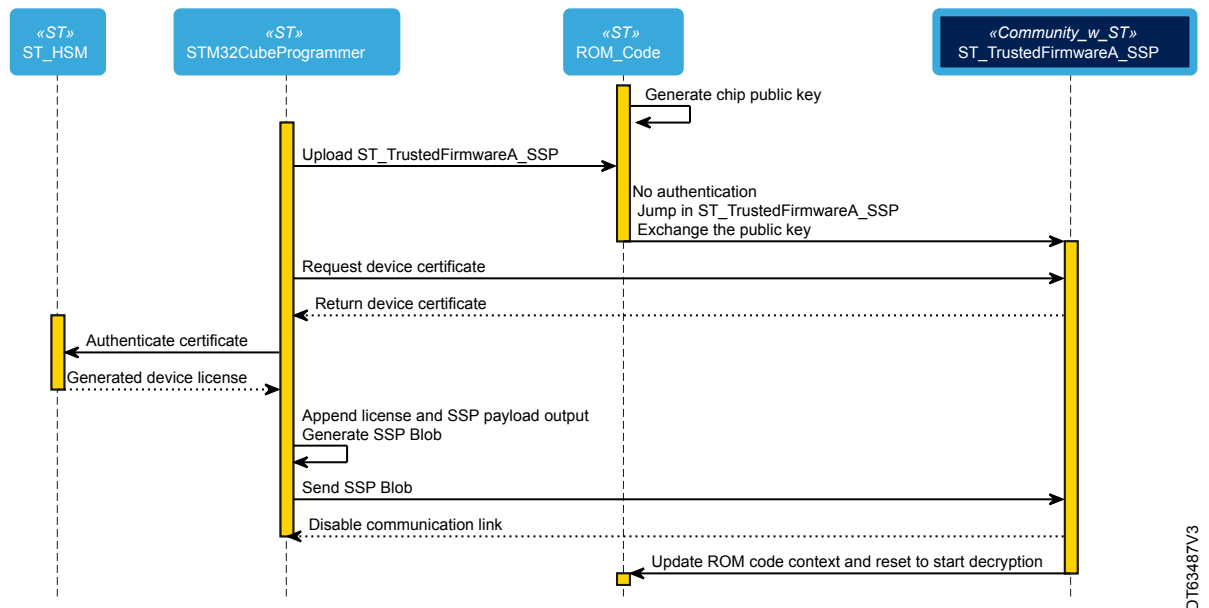 «ST»
ST_HSM
«ST»
STM32CubeProgrammer
«ST»
ROM_Code
«Community_w_ST»
ST_TrustedFirmwareA_SSP
Generate chip public key
Upload ST_TrustedFirmwareA_SSP
No authentication
Jump in ST_TrustedFirmwareA_SSP
Exchange the public key
Request device certificate
Return device certificate
Authenticate certificate
Generated device license
Append license and SSP payload output
Generate SSP Blob
Send SSP Blob
Disable communication link
Update ROM code context and reset to start decryption
DT63487V3